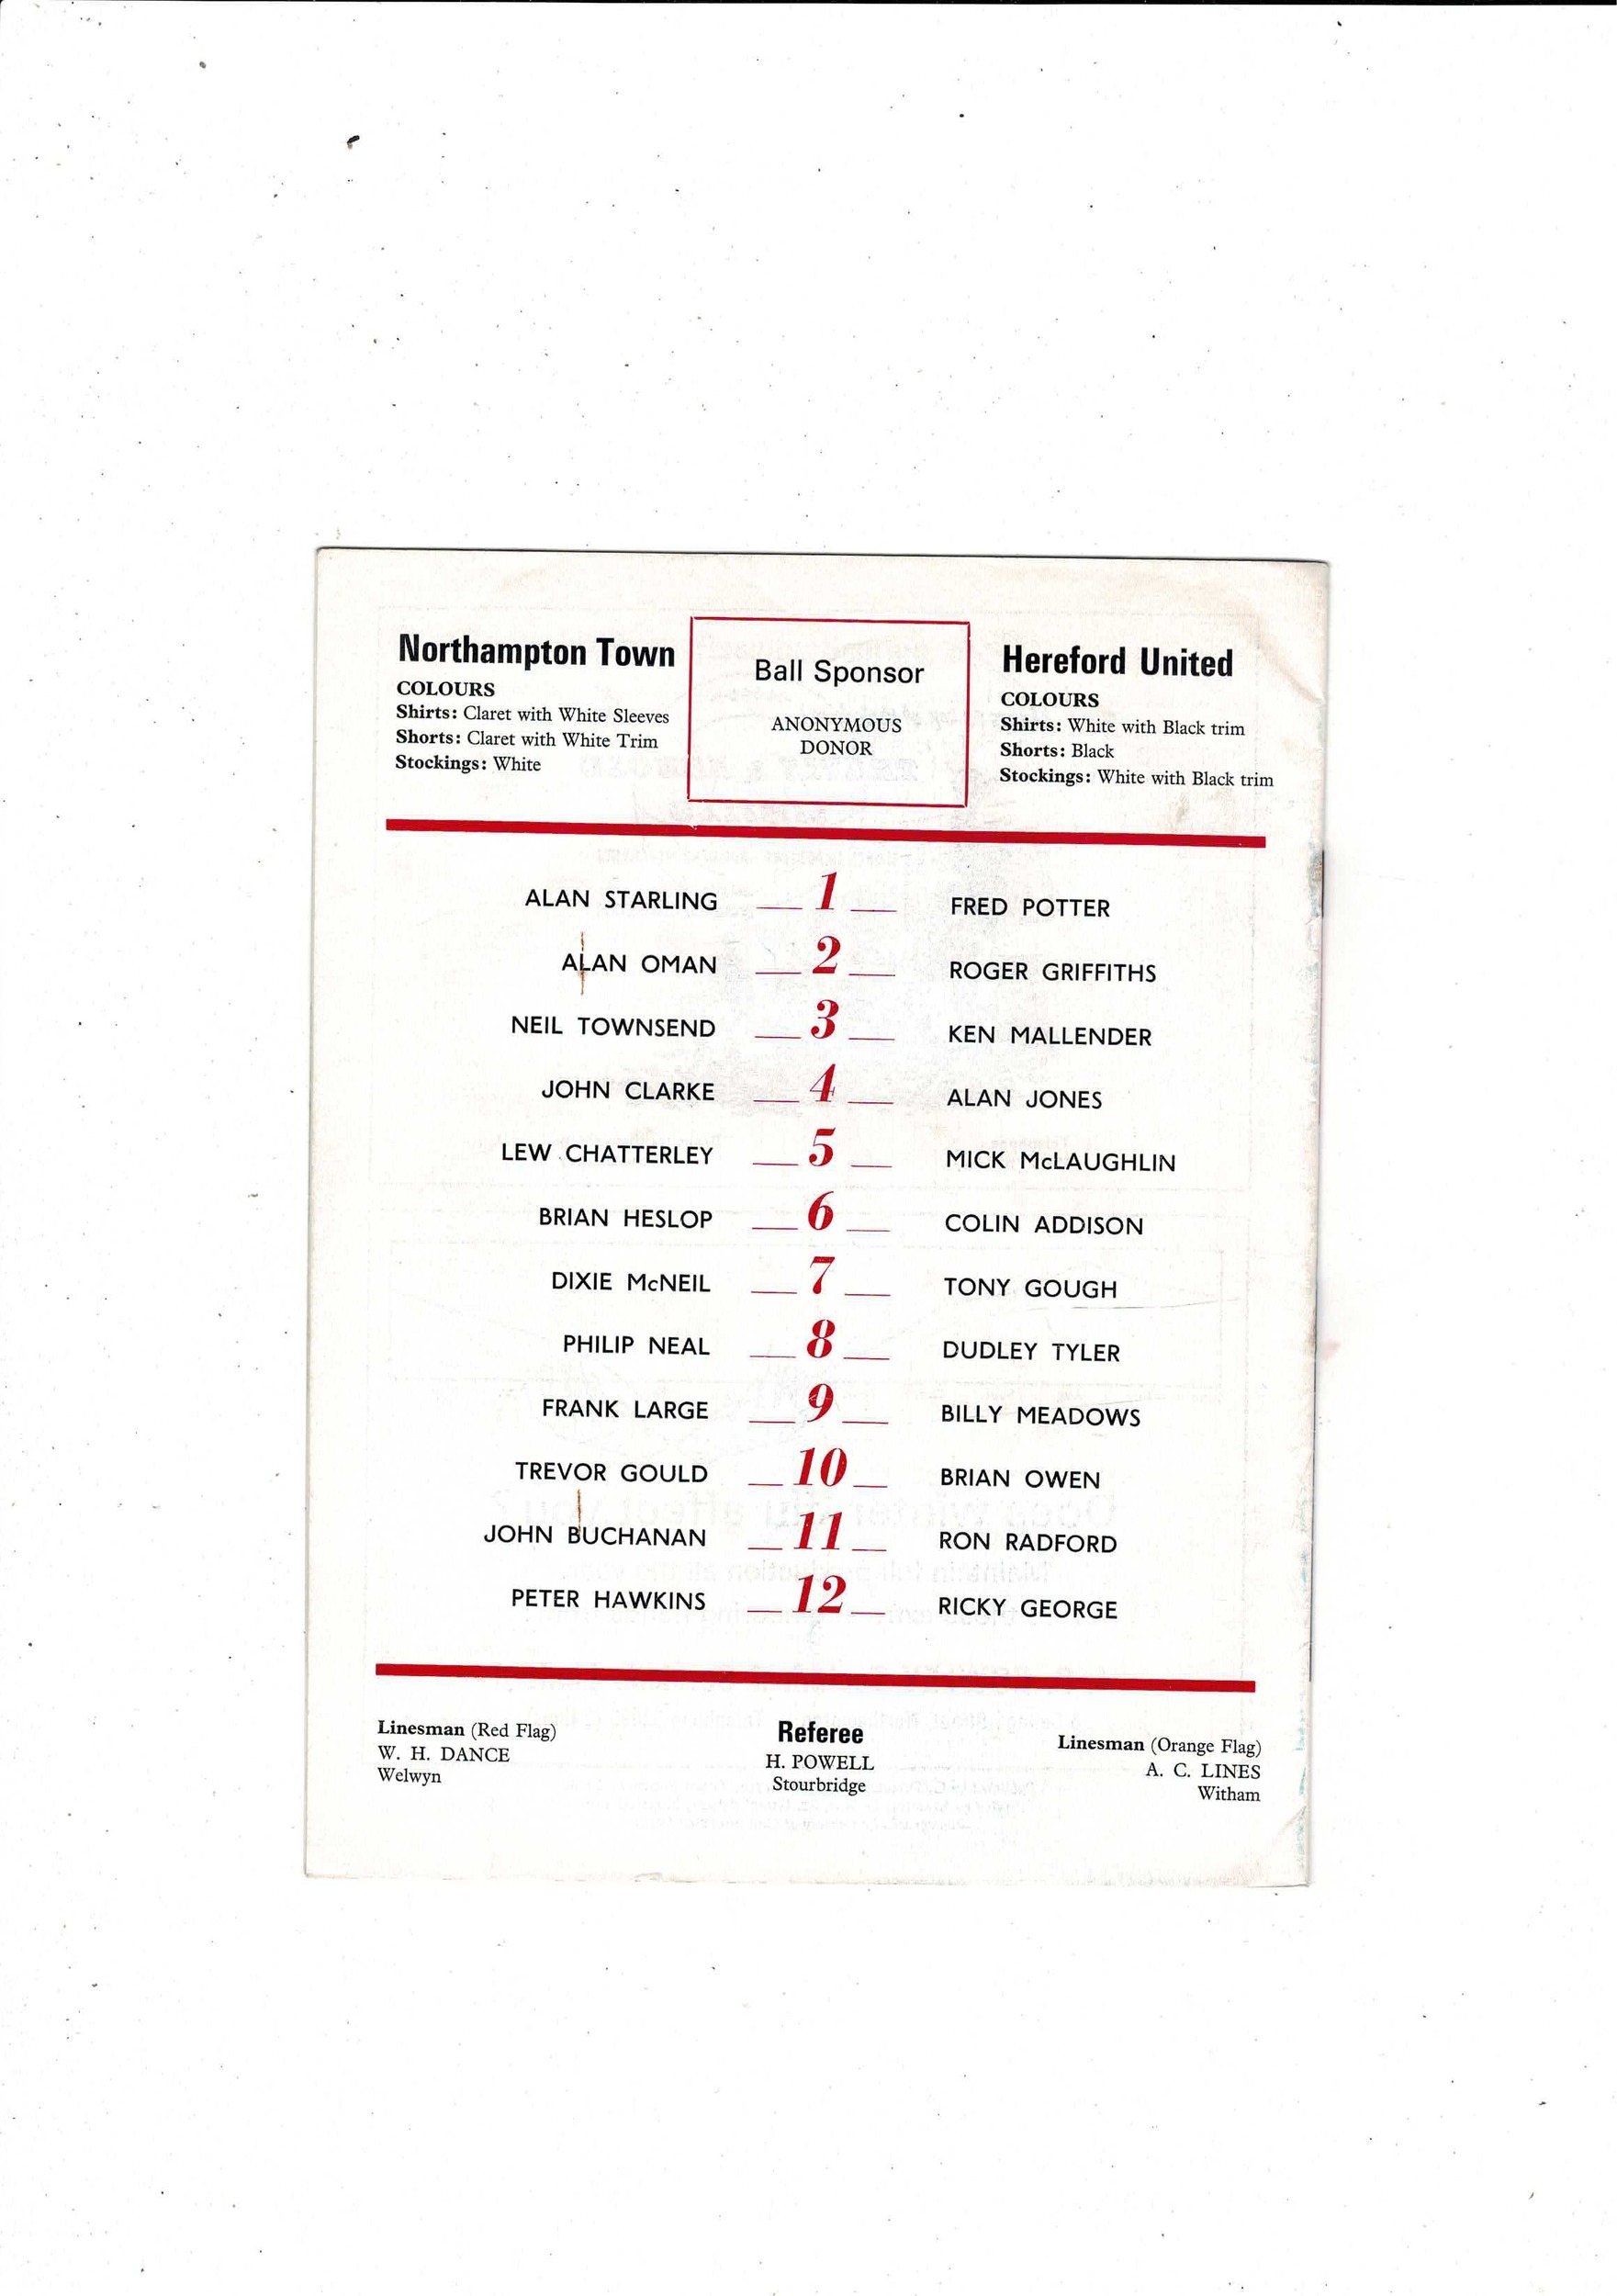 Northampton Town
COLOURS
Shirts: Claret with White Sleeves
Shorts: Claret with White Trim
Stockings: White
Ball Sponsor
ANONYMOUS
DONOR
Hereford United
COLOURS
Shirts: White with Black trim
Shorts: Black
Stockings: White with Black trim
ALAN STARLING 1 FRED POTTER
ALAN OMAN 2 ROGER GRIFFITHS
NEIL TOWNSEND 3 KEN MALLENDER
JOHN CLARKE 4 ALAN JONES
LEW CHATTERLEY 5 MICK McLAUGHLIN
BRIAN HESLOP 6 COLIN ADDISON
DIXIE McNEIL 7 TONY GOUGH
PHILIP NEAL 8 DUDLEY TYLER
FRANK LARGE 9 BILLY MEADOWS
TREVOR GOULD 10 BRIAN OWEN
JOHN BUCHANAN 11 RON RADFORD
PETER HAWKINS 12 RICKY GEORGE
Linesman (Red Flag)
W. H. DANCE
Welwyn
Referee
H. POWELL
Stourbridge
Linesman (Orange Flag)
A. C. LINES
Witham